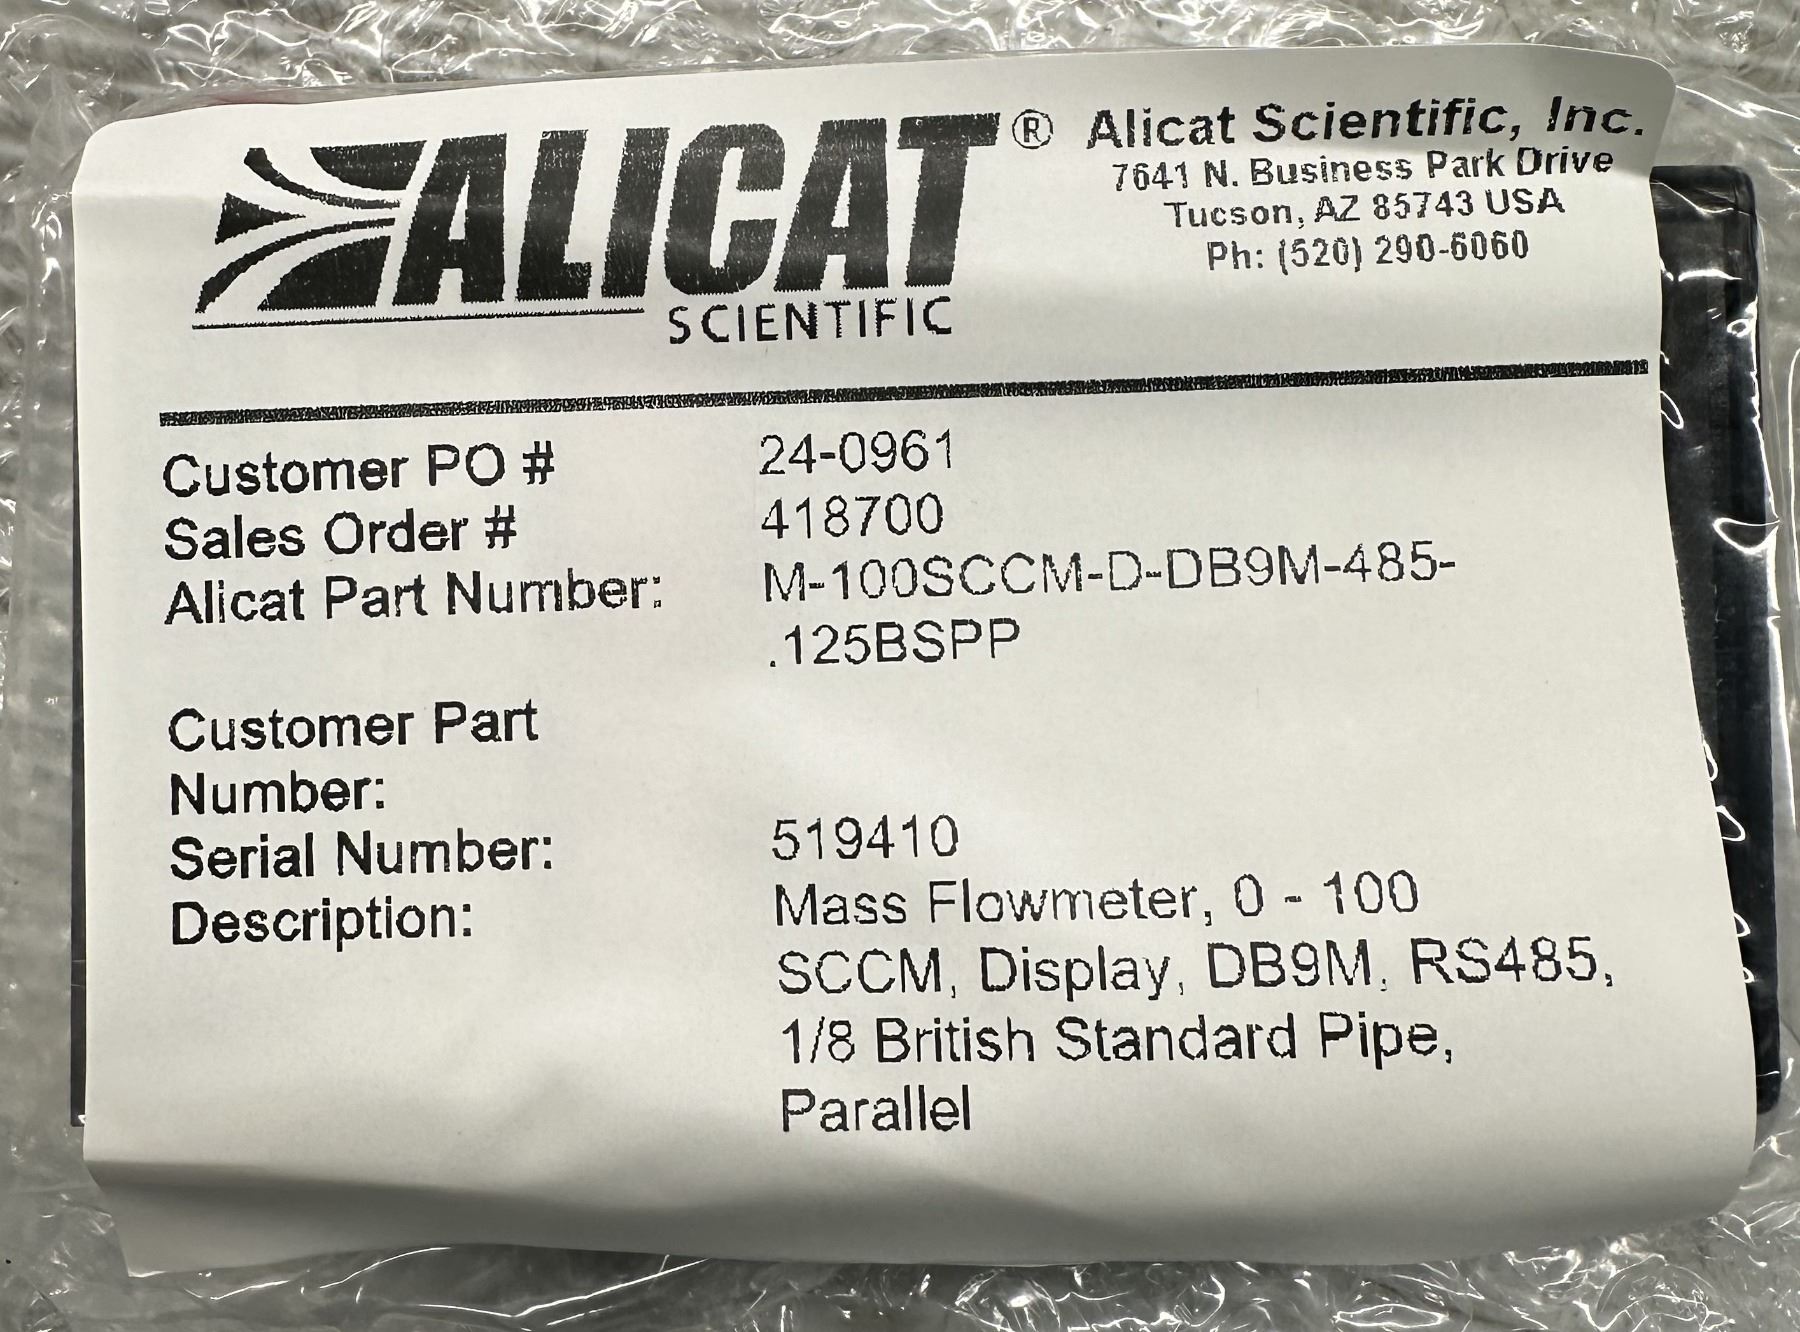 ALICAT®
SCIENTIFIC
Alicat Scientific, Inc.
7641 N. Business Park Drive
Tucson, AZ 85743 USA
Ph: (520) 290-6060
Customer PO # 24-0961
Sales Order # 418700
Alicat Part Number: M-100SCCM-D-DB9M-485-
.125BSPP
Customer Part
Number:
Serial Number: 519410
Description: Mass Flowmeter, 0 - 100
SCCM, Display, DB9M, RS485,
1/8 British Standard Pipe,
Parallel